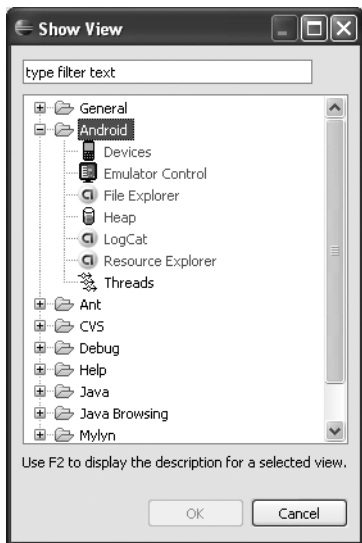 Show View
type filter text
General
Android
Devices
Emulator Control
File Explorer
Heap
LogCat
Resource Explorer
Threads
Ant
CVS
Debug
Help
Java
Java Browsing
Mylyn
Use F2 to display the description for a selected view.
OK Cancel